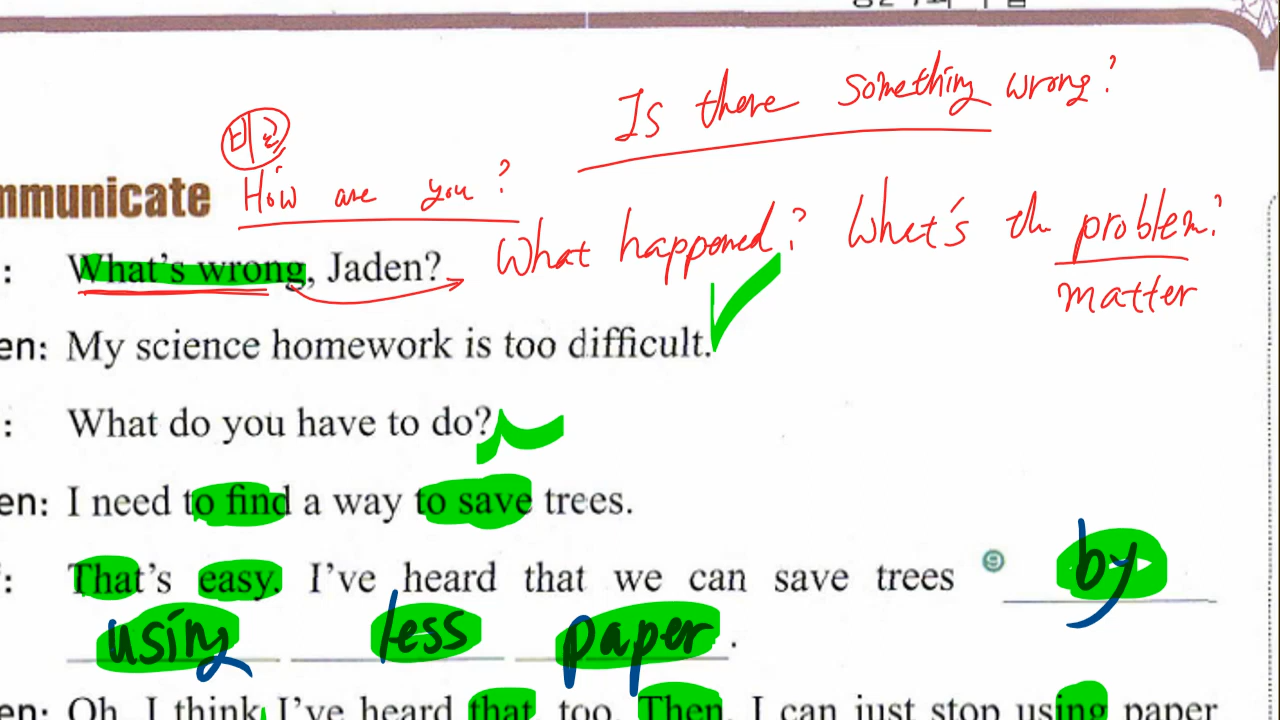 Is there something wrong?
비교
mmunicate How are you?
What happened? What's the problem?
: What's wrong, Jaden?
matter
en: My science homework is too difficult.
: What do you have to do?
en: I need to find a way to save trees.
: That's easy. I've heard that we can save trees ⑨ by
using less paper.
en: Oh, I think I've heard that, too. Then, I can just stop using paper